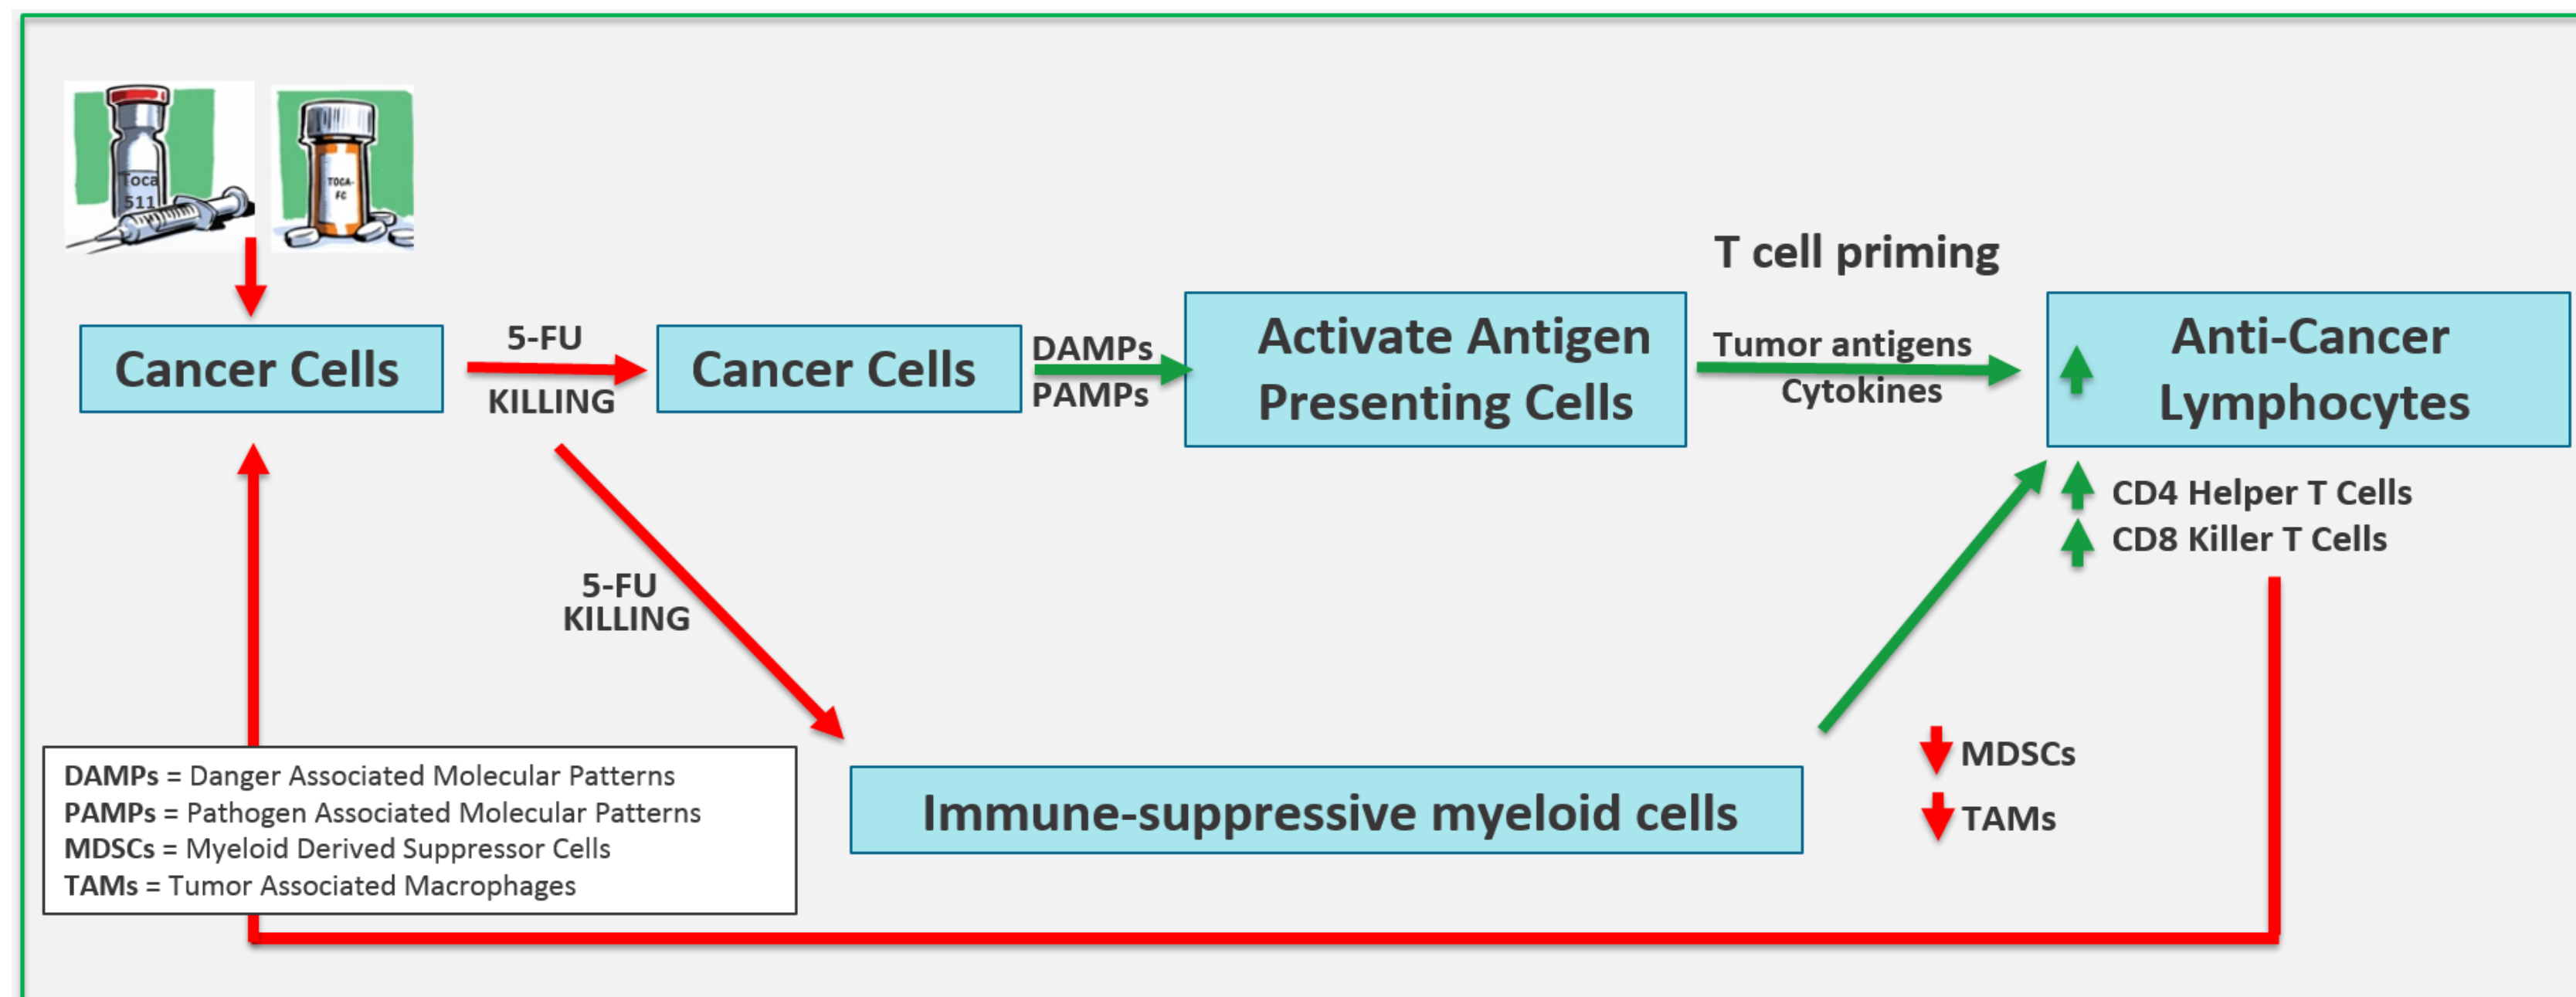 Toca
511
TOCA-
FC
T cell priming
Cancer Cells
5-FU
KILLING
Cancer Cells
DAMPs
PAMPs
Activate Antigen
Presenting Cells
Tumor antigens
Cytokines
Anti-Cancer
Lymphocytes
CD4 Helper T Cells
CD8 Killer T Cells
5-FU
KILLING
Immune-suppressive myeloid cells
MDSCs
TAMs
DAMPs = Danger Associated Molecular Patterns
PAMPs = Pathogen Associated Molecular Patterns
MDSCs = Myeloid Derived Suppressor Cells
TAMs = Tumor Associated Macrophages